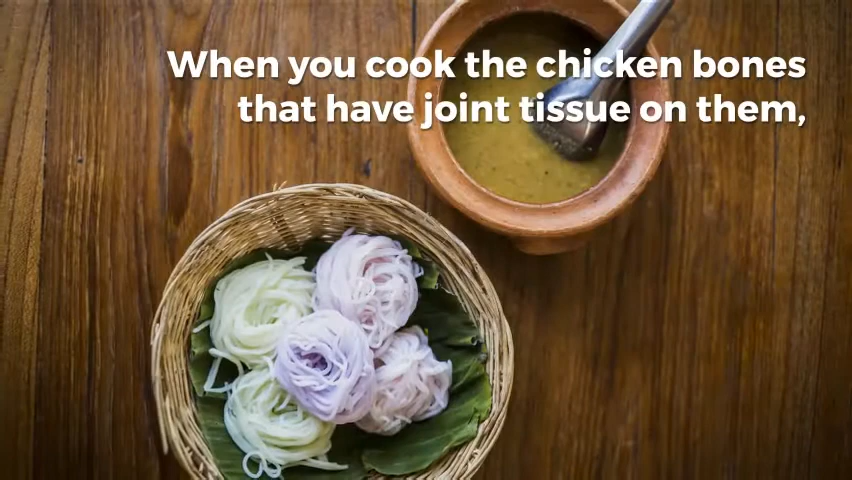 When you cook the chicken bones
that have joint tissue on them,